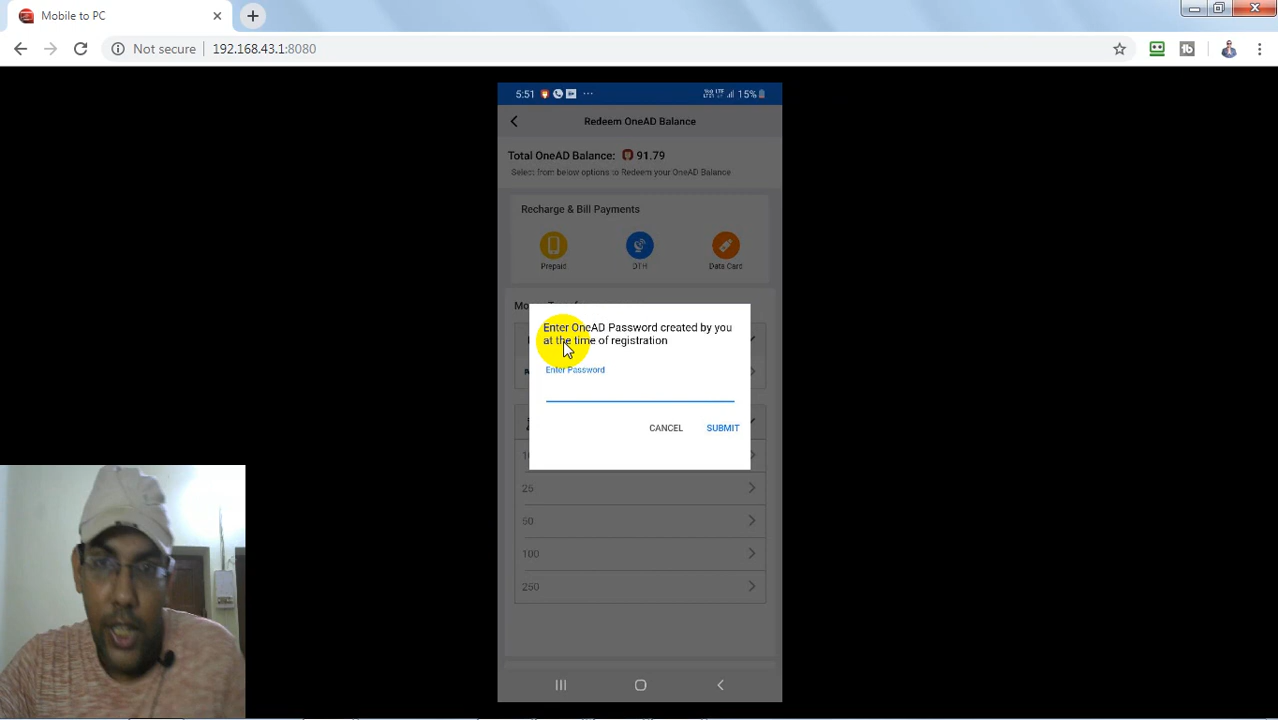 Mobile to PC
Not secure
192.168.43.1:8080
5:51
15%
Redeem OneAD Balance
Total OneAD Balance: 91.79
Select from below options to Redeem your OneAD Balance
Recharge & Bill Payments
Prepaid
DTH
Data Card
Enter OneAD Password created by you
at the time of registration
Enter Password
CANCEL
SUBMIT
25
50
100
250